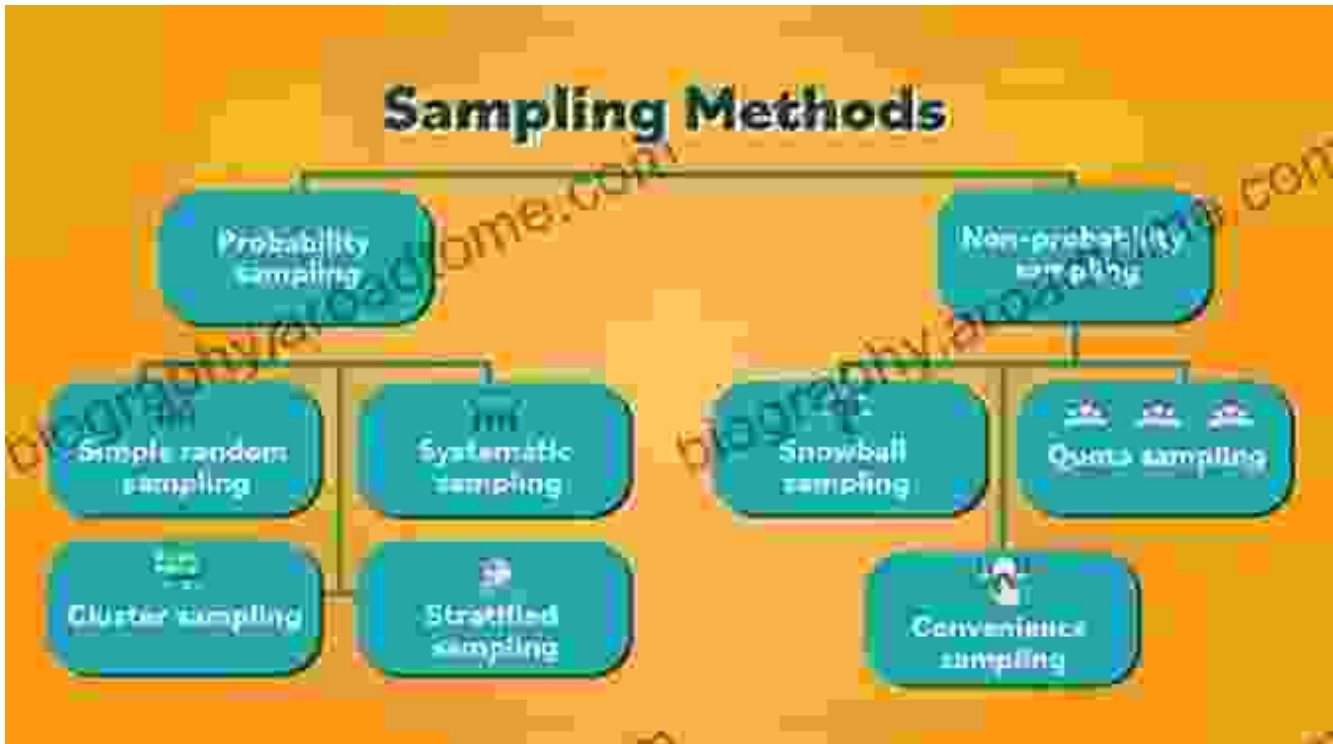 Sampling Methods
Probability
sampling
Non-probability
sampling
Simple random
sampling
Systematic
sampling
Snowball
sampling
Quota sampling
Cluster sampling
Stratified
sampling
Convenience
sampling